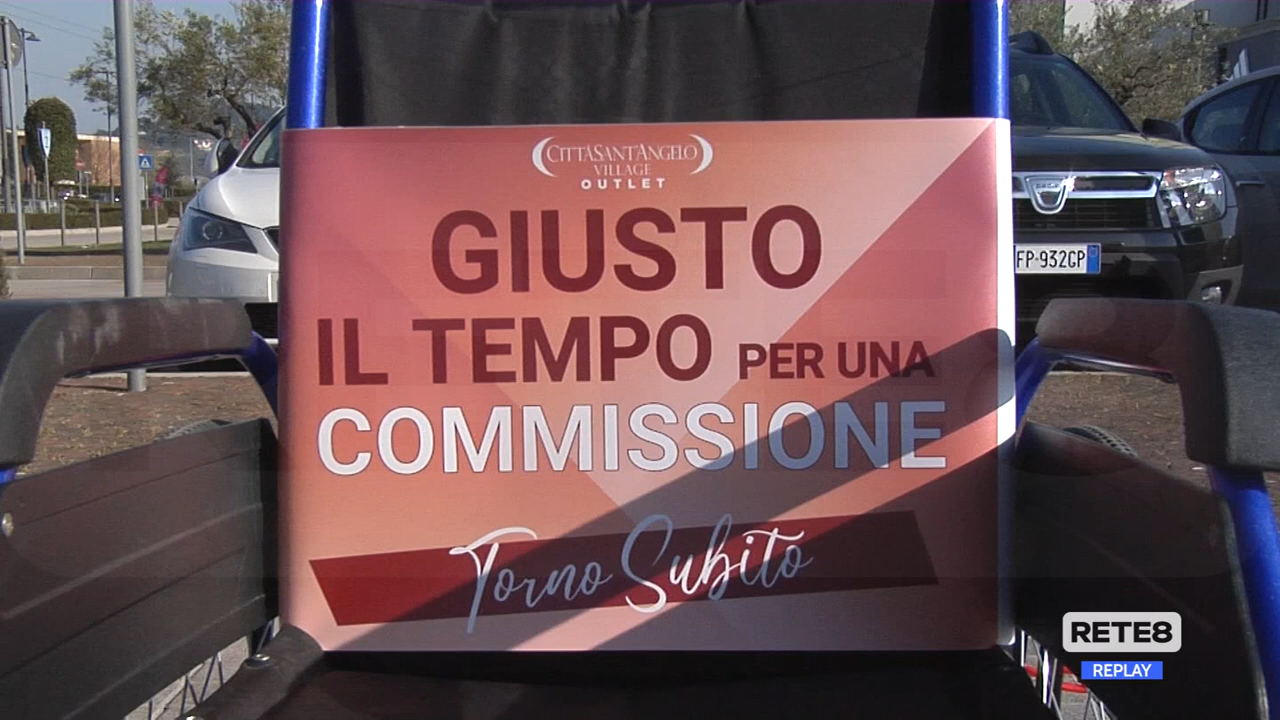 CITTÀSANT'ANGELO
VILLAGE
OUTLET
GIUSTO
IL TEMPO PER UNA
COMMISSIONE
Torno Subito
FP·932GP
RETE8
REPLAY